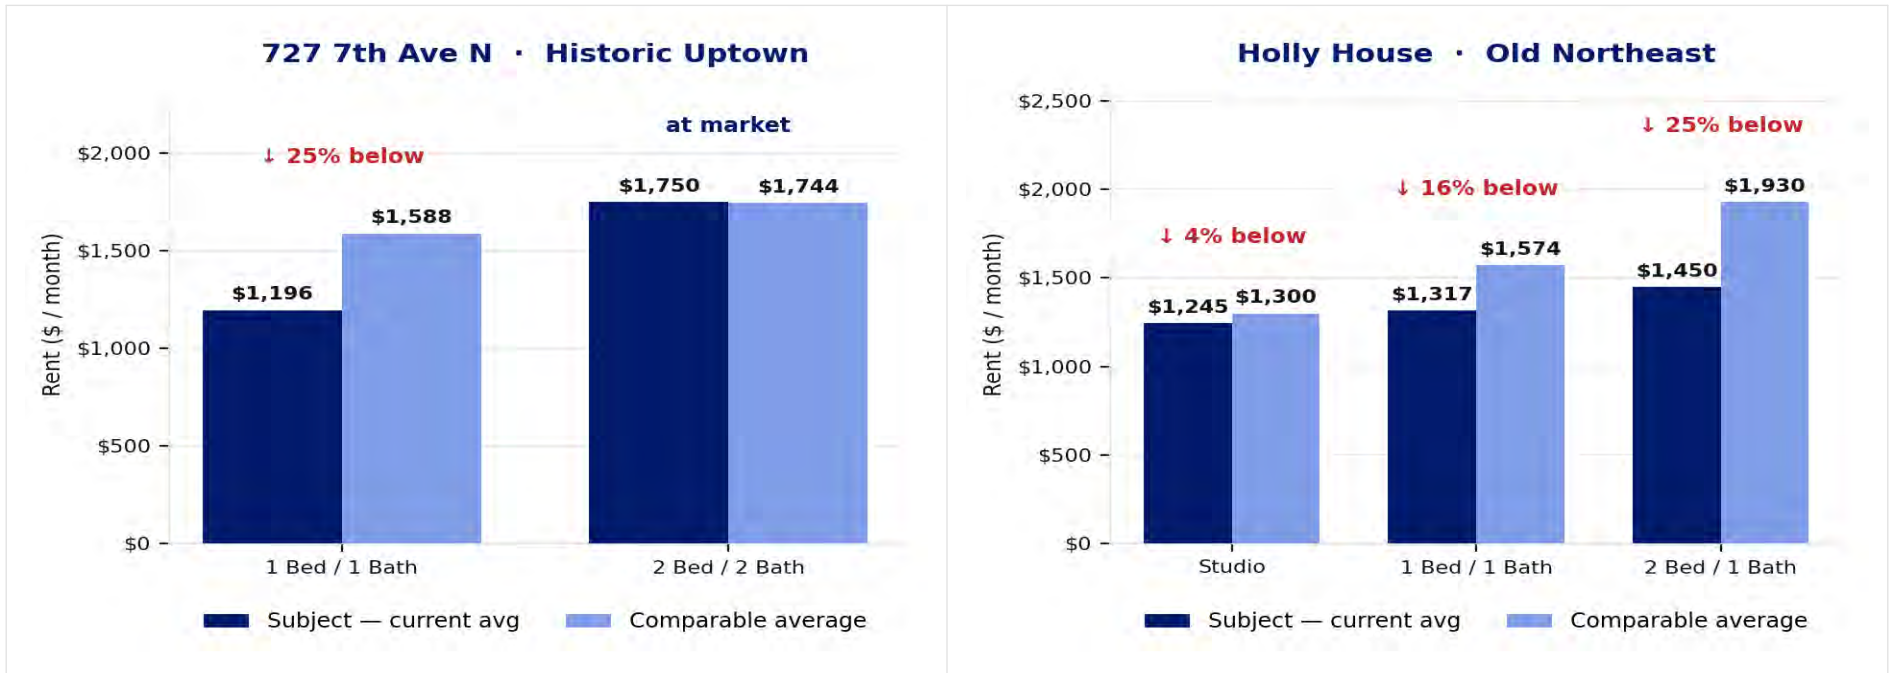 727 7th Ave N · Historic Uptown
Rent ($ / month)
$2,000
$1,500
$1,000
$500
$0
↓ 25% below
at market
$1,196
$1,588
$1,750
$1,744
1 Bed / 1 Bath
2 Bed / 2 Bath
Subject — current avg
Comparable average
Holly House · Old Northeast
Rent ($ / month)
$2,500
$2,000
$1,500
$1,000
$500
$0
↓ 4% below
↓ 16% below
↓ 25% below
$1,245
$1,300
$1,317
$1,574
$1,450
$1,930
Studio
1 Bed / 1 Bath
2 Bed / 1 Bath
Subject — current avg
Comparable average